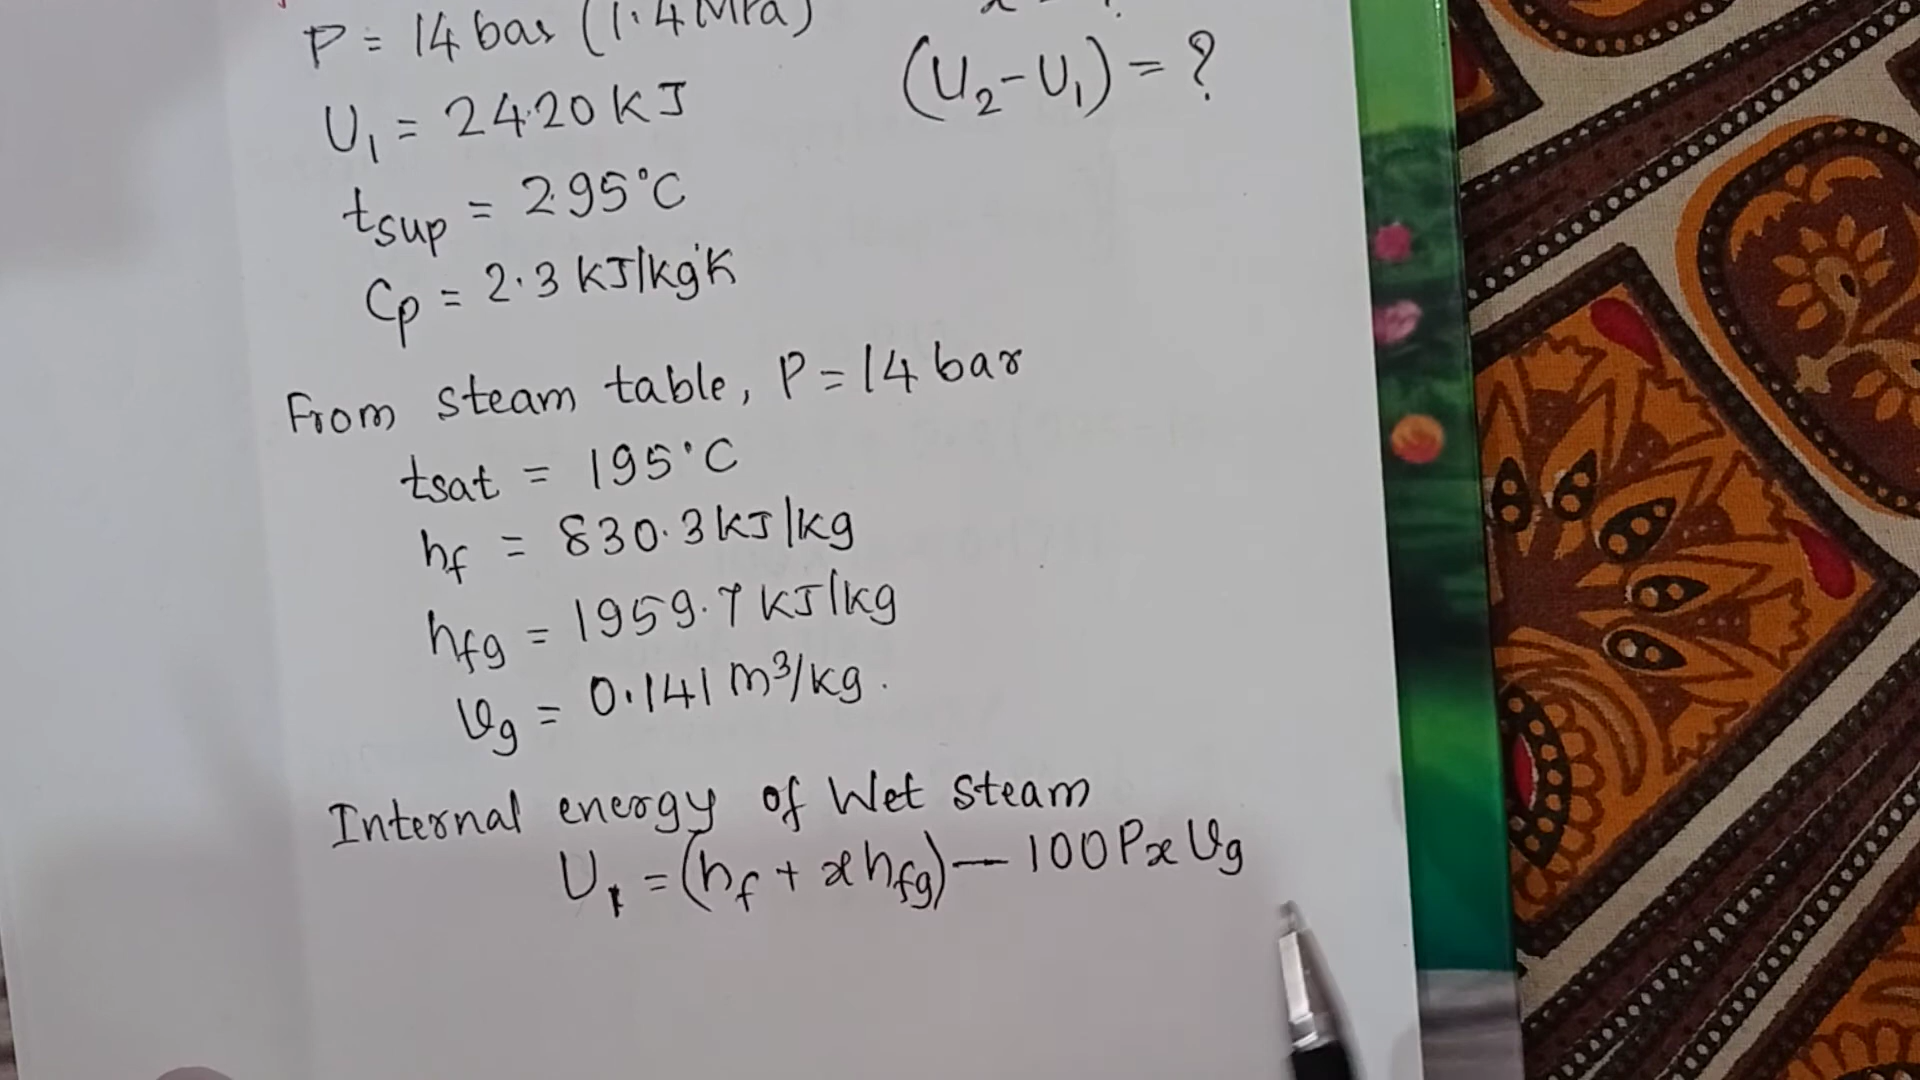 P = 14 bar (1.4 MPa)
(U₂-U₁) = ?
U₁ = 2420 KJ
tsup = 295°C
Cp = 2.3 KJ/kg°K
From steam table, P = 14 bar
tsat = 195°C
hf = 830.3 KJ/kg
hfg = 1959.7 KJ/kg
vg = 0.141 m³/kg.
Internal energy of Wet steam
U₁ = (hf + x hfg) - 100 P x vg